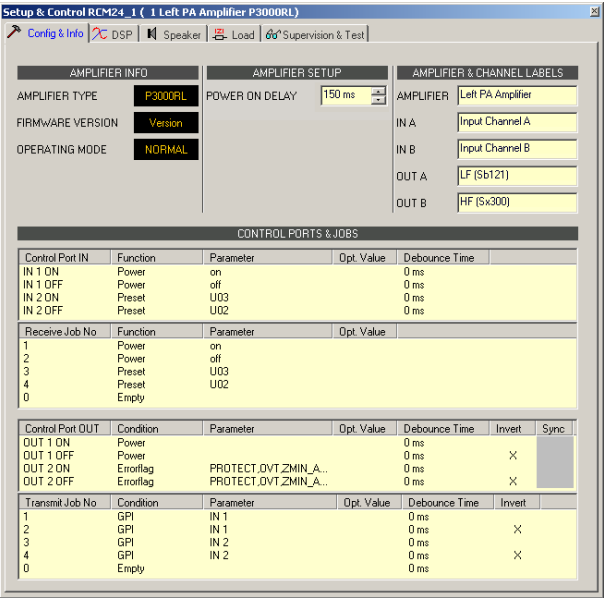 Setup & Control RCM24_1 ( 1 Left PA Amplifier P3000RL)
Config & Info DSP Speaker Load Supervision & Test
AMPLIFIER INFO AMPLIFIER SETUP AMPLIFIER & CHANNEL LABELS
AMPLIFIER TYPE P3000RL POWER ON DELAY 150 ms AMPLIFIER Left PA Amplifier
FIRMWARE VERSION Version IN A Input Channel A
OPERATING MODE NORMAL IN B Input Channel B
OUT A LF (Sb121)
OUT B HF (Sx300)
CONTROL PORTS & JOBS
Control Port IN Function Parameter Opt. Value Debounce Time
IN 1 ON Power on 0 ms
IN 1 OFF Power off 0 ms
IN 2 ON Preset U03 0 ms
IN 2 OFF Preset U02 0 ms
Receive Job No Function Parameter Opt. Value
1 Power on
2 Power off
3 Preset U03
4 Preset U02
0 Empty
Control Port OUT Condition Parameter Opt. Value Debounce Time Invert Sync
OUT 1 ON Power 0 ms
OUT 1 OFF Power 0 ms X
OUT 2 ON Errorflag PROTECT,OVT,ZMIN_A... 0 ms
OUT 2 OFF Errorflag PROTECT,OVT,ZMIN_A... 0 ms X
Transmit Job No Condition Parameter Opt. Value Debounce Time Invert
1 GPI IN 1 0 ms
2 GPI IN 1 0 ms X
3 GPI IN 2 0 ms
4 GPI IN 2 0 ms X
0 Empty 0 ms